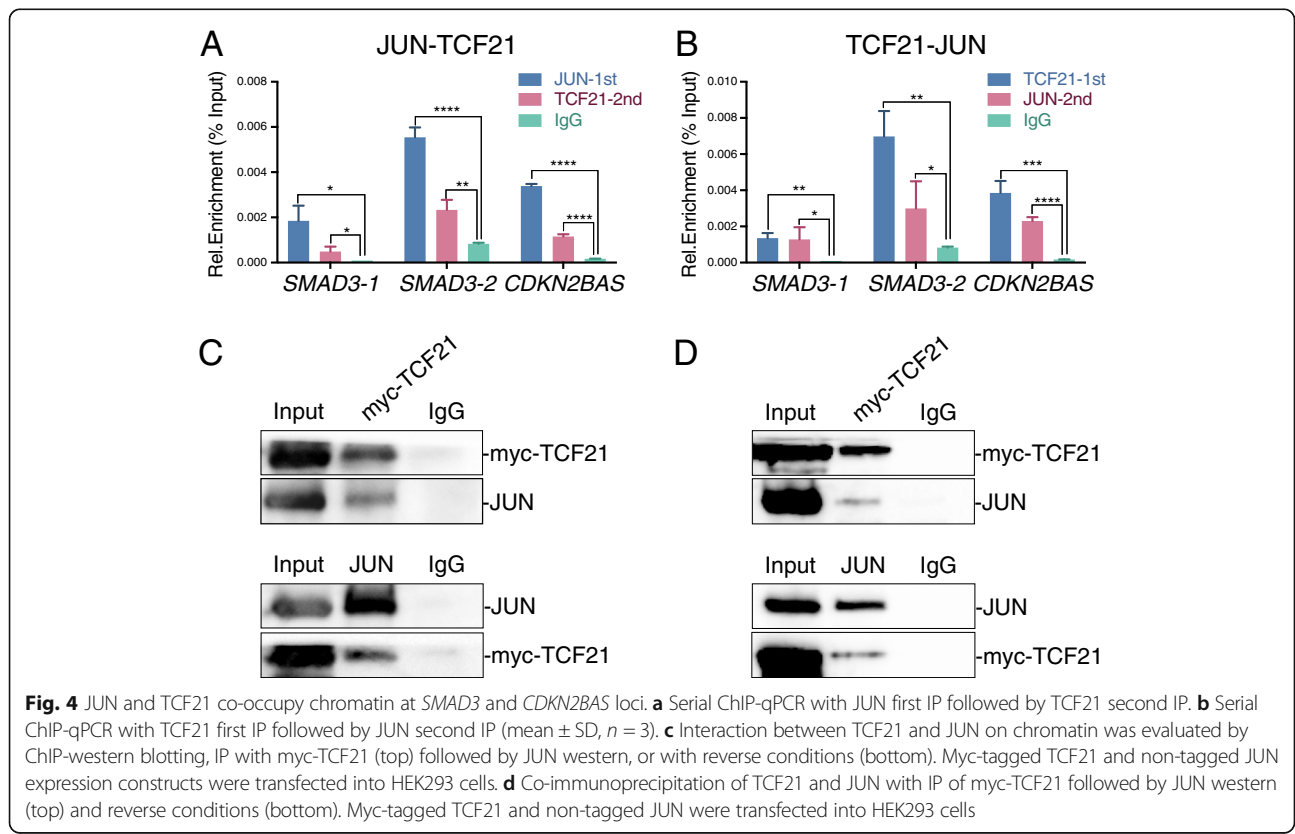 A
JUN-TCF21
Rel.Enrichment (% Input)
0.008
0.006
0.004
0.002
0.000
JUN-1st
TCF21-2nd
IgG
*
*
****
**
****
****
SMAD3-1 SMAD3-2 CDKN2BAS
B
TCF21-JUN
Rel.Enrichment (% Input)
0.010
0.008
0.006
0.004
0.002
0.000
TCF21-1st
JUN-2nd
IgG
**
*
**
*
***
****
SMAD3-1 SMAD3-2 CDKN2BAS
C
Input myc-TCF21 IgG
-myc-TCF21
-JUN
Input JUN IgG
-JUN
-myc-TCF21
D
Input myc-TCF21 IgG
-myc-TCF21
-JUN
Input JUN IgG
-JUN
-myc-TCF21
Fig. 4 JUN and TCF21 co-occupy chromatin at SMAD3 and CDKN2BAS loci. a Serial ChIP-qPCR with JUN first IP followed by TCF21 second IP. b Serial
ChIP-qPCR with TCF21 first IP followed by JUN second IP (mean ± SD, n = 3). c Interaction between TCF21 and JUN on chromatin was evaluated by
ChIP-western blotting, IP with myc-TCF21 (top) followed by JUN western, or with reverse conditions (bottom). Myc-tagged TCF21 and non-tagged JUN
expression constructs were transfected into HEK293 cells. d Co-immunoprecipitation of TCF21 and JUN with IP of myc-TCF21 followed by JUN western
(top) and reverse conditions (bottom). Myc-tagged TCF21 and non-tagged JUN were transfected into HEK293 cells